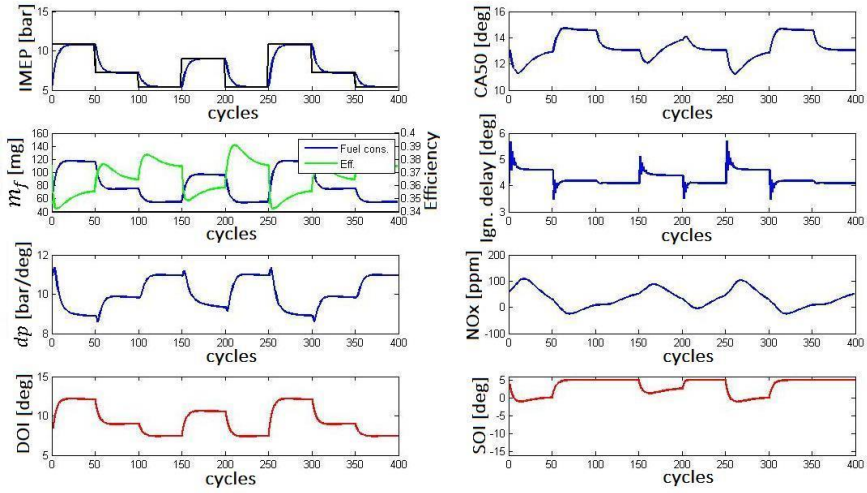 IMEP [bar]
15
10
5
0 50 100 150 200 250 300 350 400
cycles
CA50 [deg]
15
10
0 50 100 150 200 250 300 350 400
cycles
m_f [mg]
160
140
120
100
80
60
40
Fuel cons.
Eff.
0.4
0.39
0.38
0.37
0.36
0.35
0.34
Efficiency
0 50 100 150 200 250 300 350 400
cycles
Ign. delay [deg]
6
5
4
3
0 50 100 150 200 250 300 350 400
cycles
dp [bar/deg]
12
10
8
0 50 100 150 200 250 300 350 400
cycles
NOx [ppm]
200
100
0
-100
0 50 100 150 200 250 300 350 400
cycles
DOI [deg]
15
10
5
0 50 100 150 200 250 300 350 400
cycles
SOI [deg]
5
0
-5
-10
-15
0 50 100 150 200 250 300 350 400
cycles